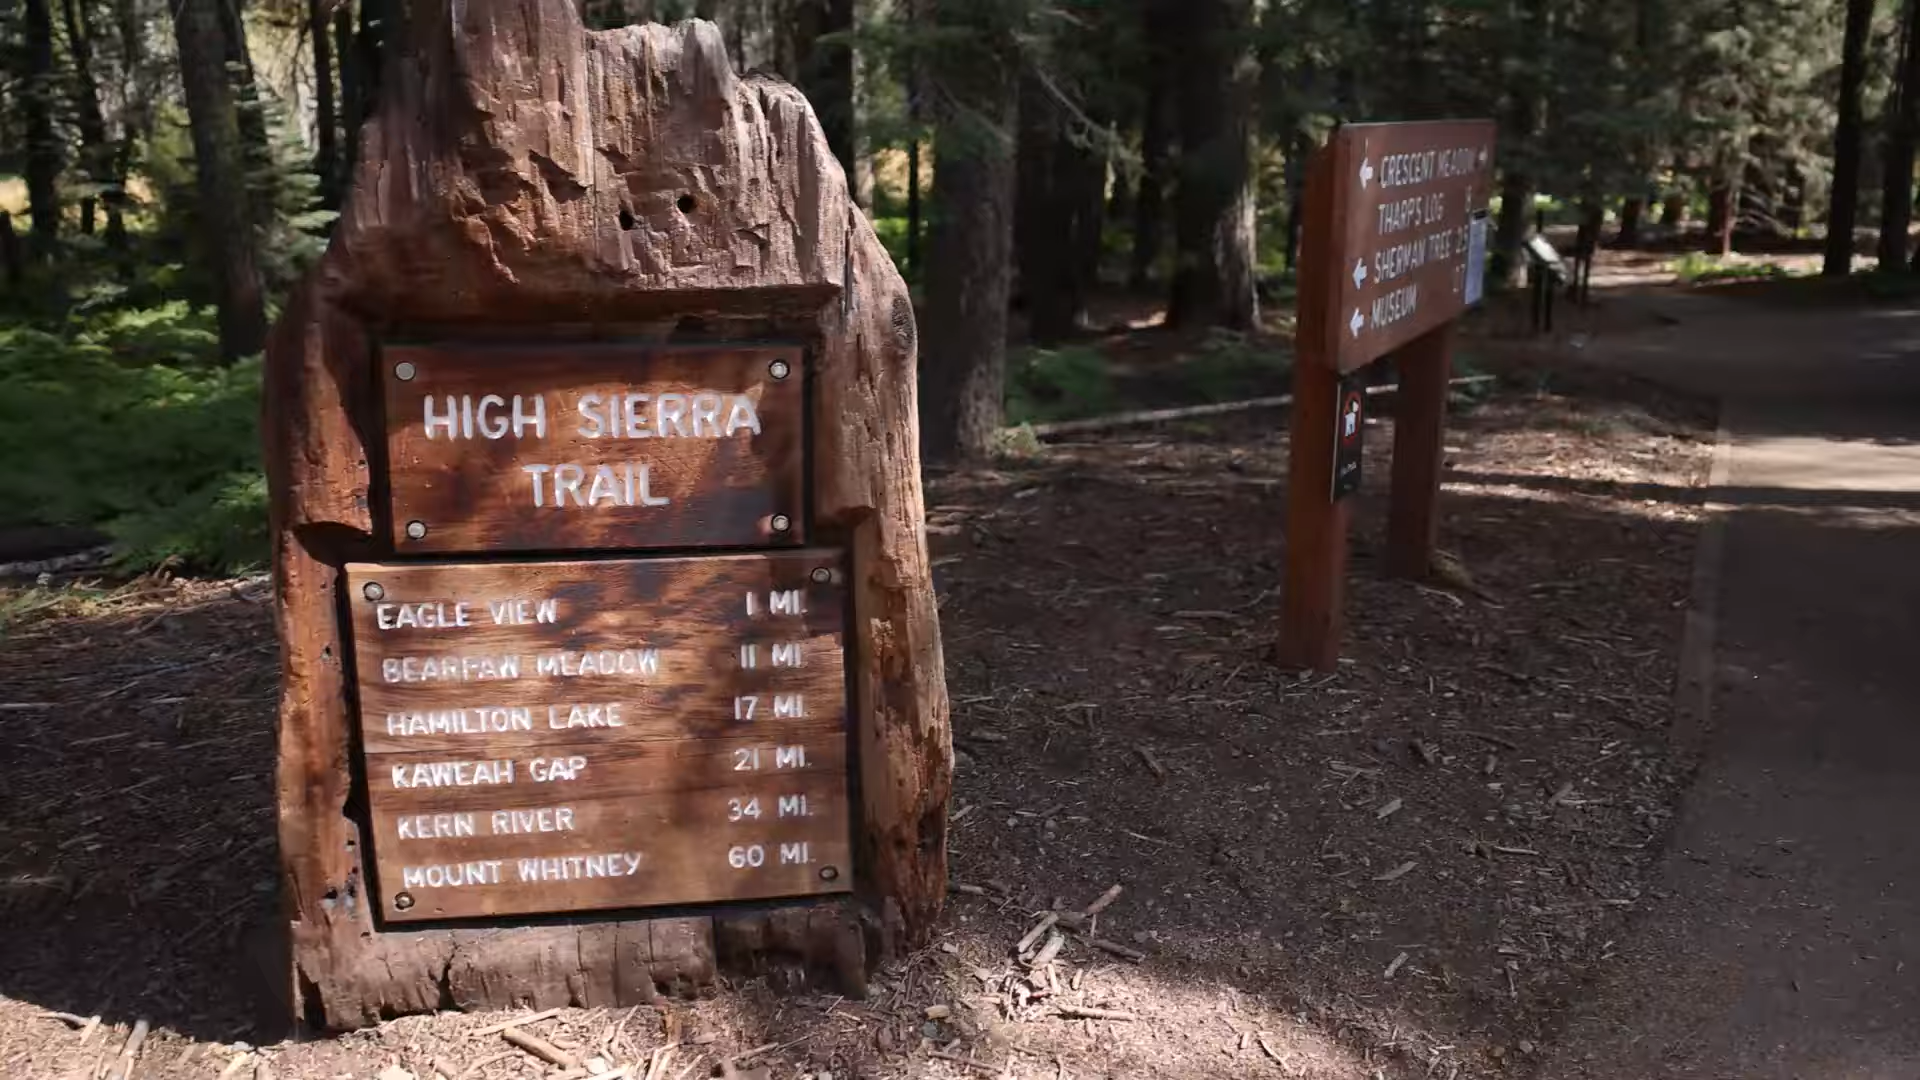 HIGH SIERRA
TRAIL
EAGLE VIEW 1 MI.
BEARPAW MEADOW 11 MI.
HAMILTON LAKE 17 MI.
KAWEAH GAP 21 MI.
KERN RIVER 34 MI.
MOUNT WHITNEY 60 MI.
← CRESCENT MEADOW →
THARPS LOG
← SHERMAN TREE
← MUSEUM